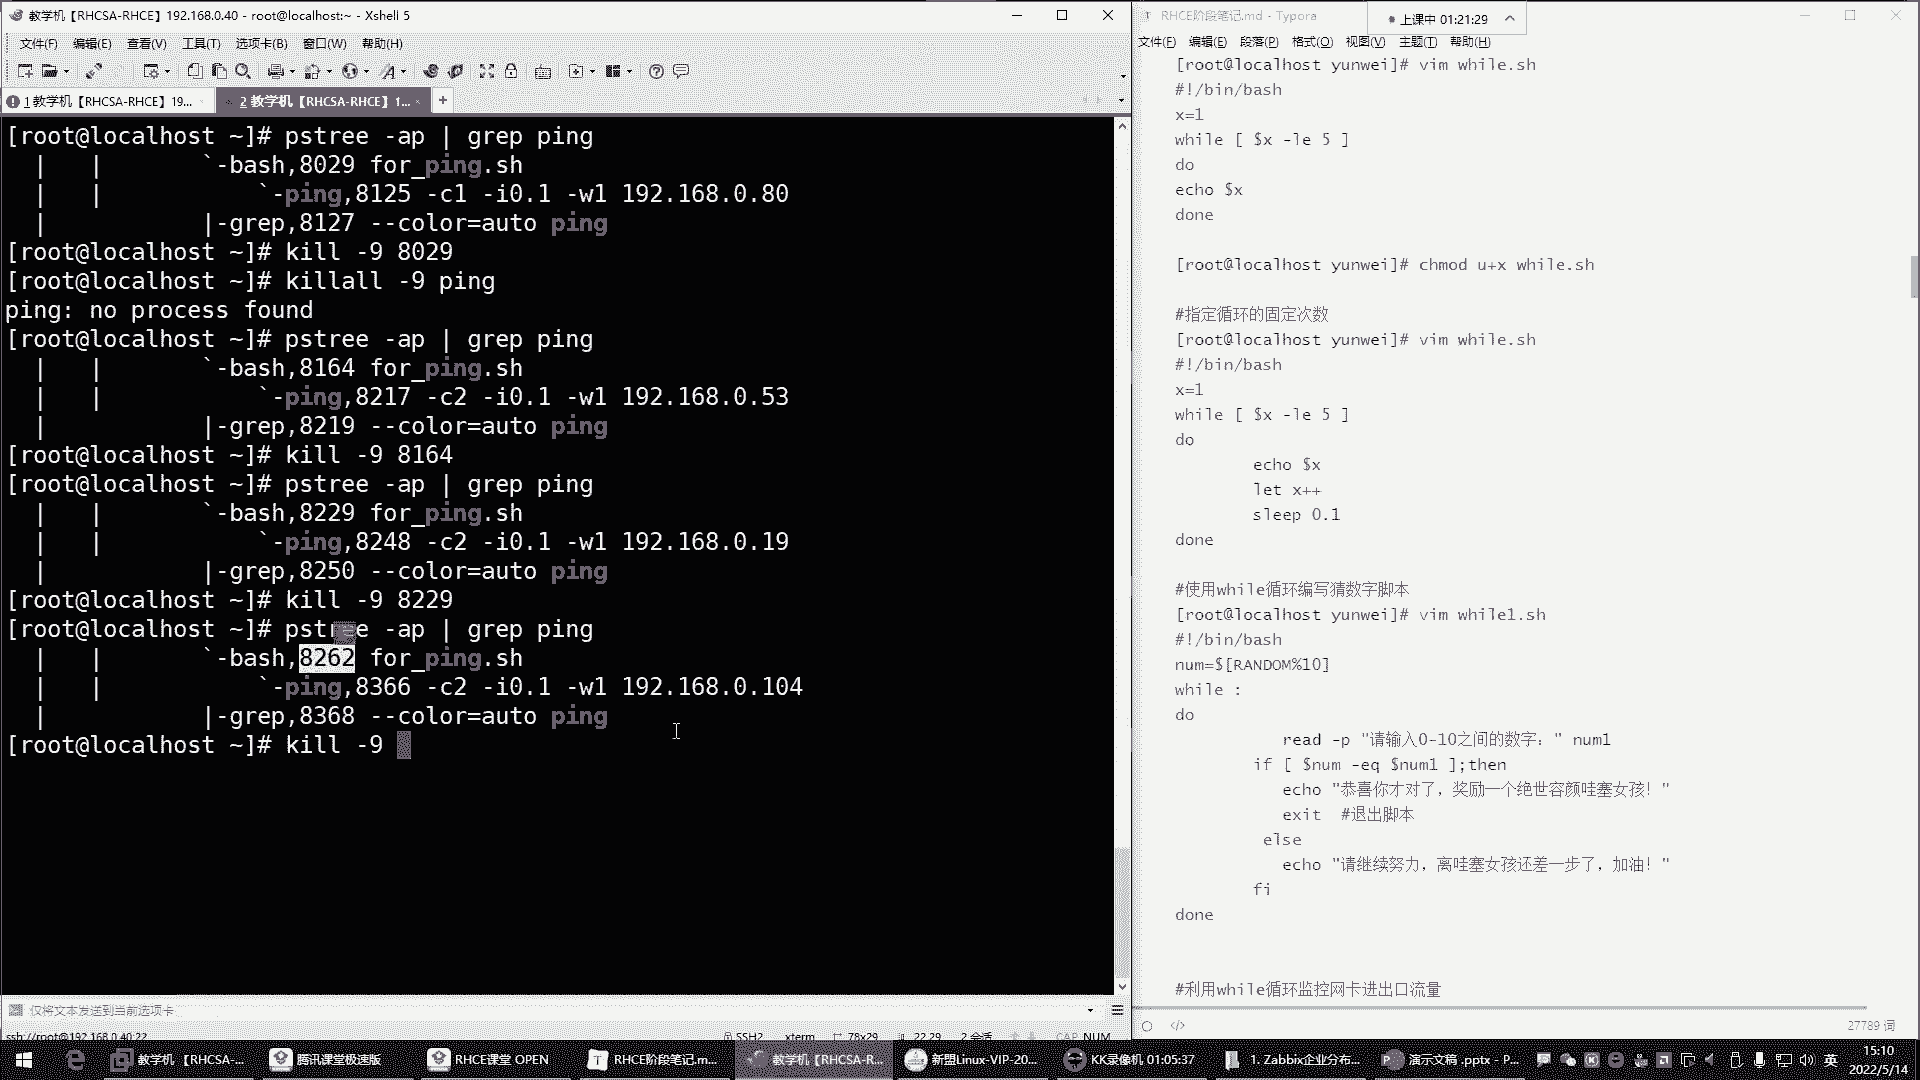 教学机【RHCSA-RHCE】192.168.0.40 - root@localhost:~ - Xshell 5
文件(F) 编辑(E) 查看(V) 工具(T) 选项卡(B) 窗口(W) 帮助(H)
1 教学机【RHCSA-RHCE】19...
2 教学机【RHCSA-RHCE】1...
[root@localhost ~]# pstree -ap | grep ping
  |   |       `-bash,8029 for_ping.sh
  |   |           `-ping,8125 -c1 -i0.1 -w1 192.168.0.80
  |           |-grep,8127 --color=auto ping
[root@localhost ~]# kill -9 8029
[root@localhost ~]# killall -9 ping
ping: no process found
[root@localhost ~]# pstree -ap | grep ping
  |   |       `-bash,8164 for_ping.sh
  |   |           `-ping,8217 -c2 -i0.1 -w1 192.168.0.53
  |           |-grep,8219 --color=auto ping
[root@localhost ~]# kill -9 8164
[root@localhost ~]# pstree -ap | grep ping
  |   |       `-bash,8229 for_ping.sh
  |   |           `-ping,8248 -c2 -i0.1 -w1 192.168.0.19
  |           |-grep,8250 --color=auto ping
[root@localhost ~]# kill -9 8229
[root@localhost ~]# pstree -ap | grep ping
  |   |       `-bash,8262 for_ping.sh
  |   |           `-ping,8366 -c2 -i0.1 -w1 192.168.0.104
  |           |-grep,8368 --color=auto ping
[root@localhost ~]# kill -9
仅将文本发送到当前选项卡
ssh://root@192.168.0.40:22 SSH2 xterm 78x29 22,29 2 会话 CAP NUM
RHCE阶段笔记.md - Typora
上课中 01:21:29
文件(F) 编辑(E) 段落(P) 格式(O) 视图(V) 主题(T) 帮助(H)
[root@localhost yunwei]# vim while.sh
#!/bin/bash
x=1
while [ $x -le 5 ]
do
echo $x
done
[root@localhost yunwei]# chmod u+x while.sh
#指定循环的固定次数
[root@localhost yunwei]# vim while.sh
#!/bin/bash
x=1
while [ $x -le 5 ]
do
echo $x
let x++
sleep 0.1
done
#使用while循环编写猜数字脚本
[root@localhost yunwei]# vim while1.sh
#!/bin/bash
num=$[RANDOM%10]
while :
do
read -p "请输入0-10之间的数字：" num1
if [ $num -eq $num1 ];then
echo "恭喜你才对了，奖励一个绝世容颜哇塞女孩！"
exit  #退出脚本
else
echo "请继续努力，离哇塞女孩还差一步了，加油！"
fi
done
#利用while循环监控网卡进出口流量
</> 27789 词
教学机【RHCSA-... 腾讯课堂极速版 RHCE课堂 OPEN RHCE阶段笔记.m... 教学机【RHCSA-R... 新盟Linux-VIP-20... KK录像机 01:05:37 1. Zabbix企业分布... 演示文稿 .pptx - P... 英 15:10
2022/5/14